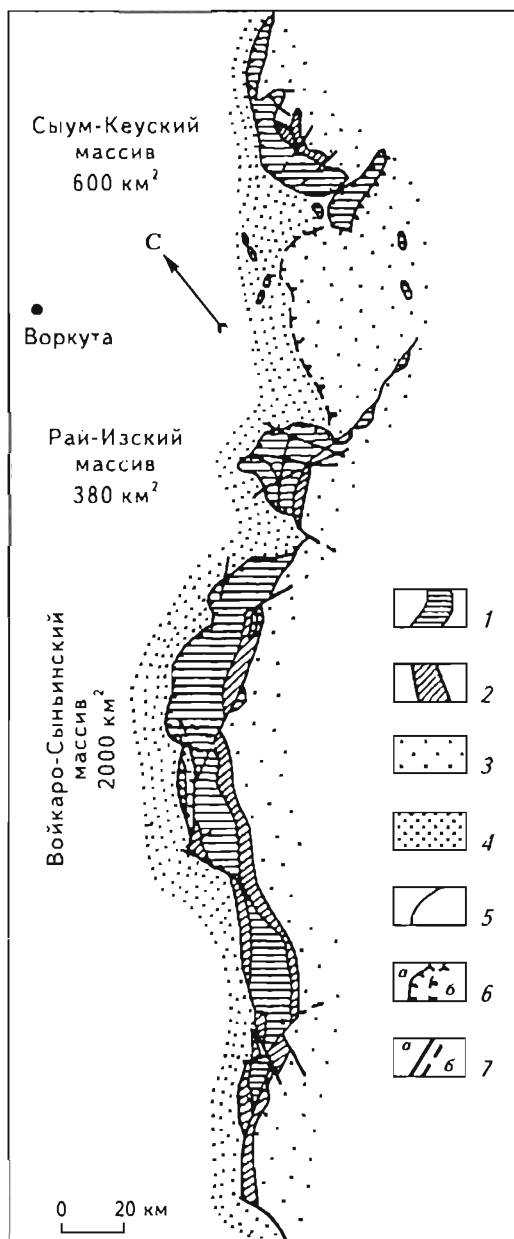 Сыум-Кеуский
массив
600 км²
С
Воркута
Рай-Изский
массив
380 км²
Войкаро-Сыньинский
массив
2000 км²
1
2
3
4
5
а б 6
а б 7
0 20 км